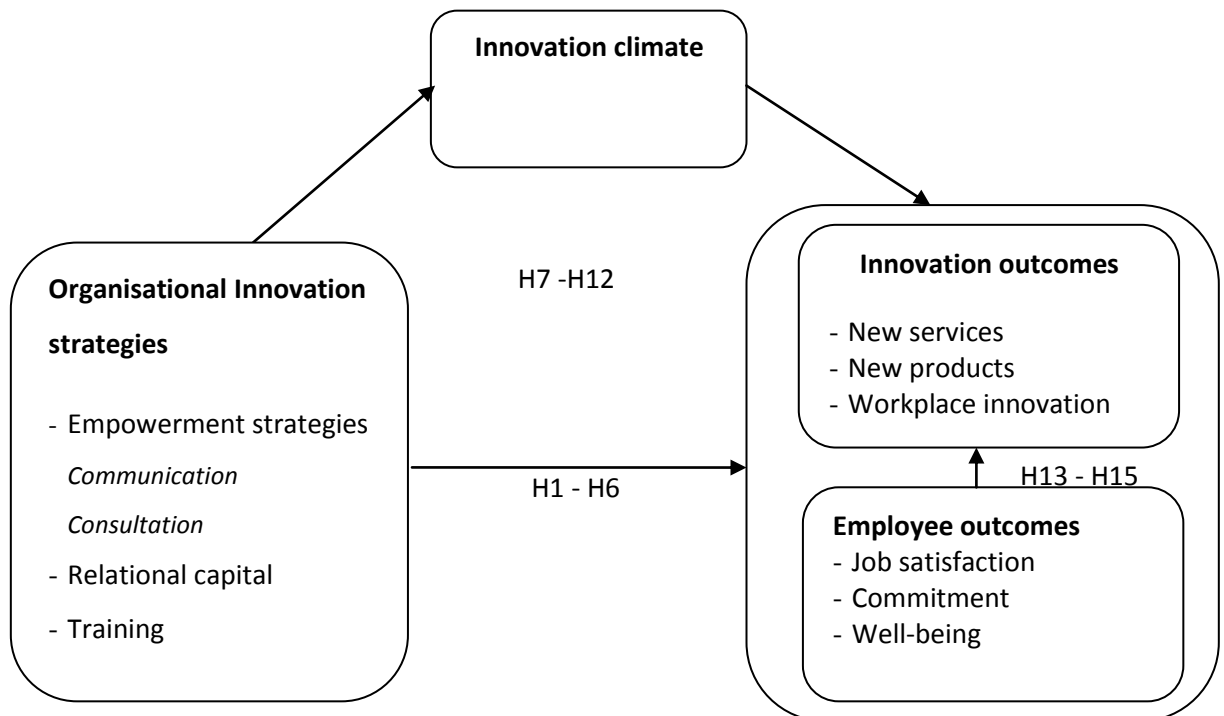 Innovation climate
Organisational Innovation
strategies
- Empowerment strategies
Communication
Consultation
- Relational capital
- Training
H7 -H12
H1 - H6
Innovation outcomes
- New services
- New products
- Workplace innovation
H13 - H15
Employee outcomes
- Job satisfaction
- Commitment
- Well-being